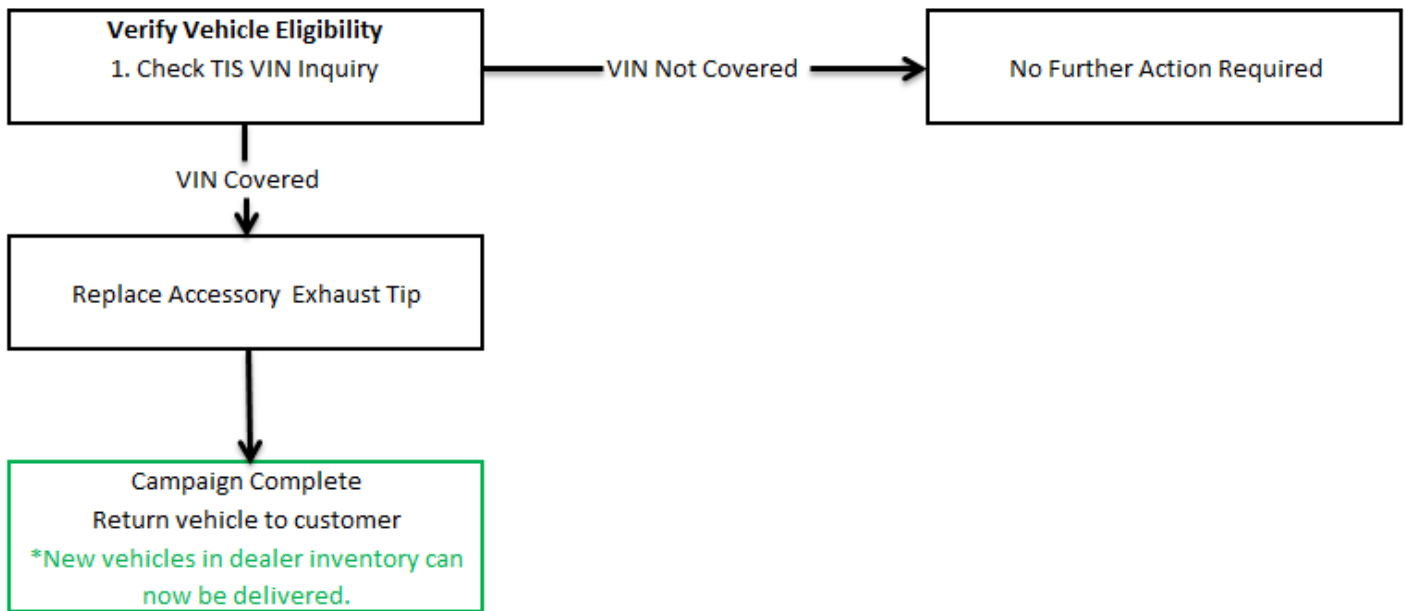 Verify Vehicle Eligibility
1. Check TIS VIN Inquiry
VIN Not Covered
No Further Action Required
VIN Covered
Replace Accessory  Exhaust Tip
Campaign Complete
Return vehicle to customer
*New vehicles in dealer inventory can
now be delivered.